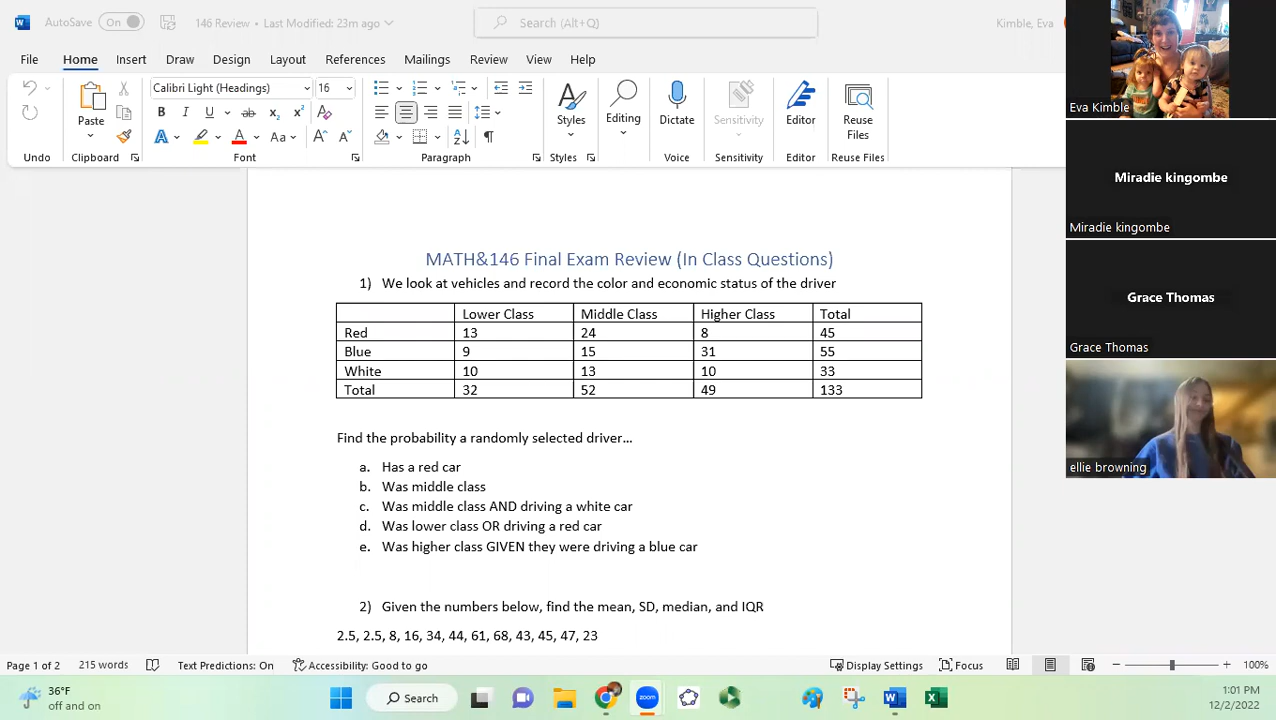 AutoSave On 146 Review • Last Modified: 23m ago Search (Alt+Q) Kimble, Eva
File Home Insert Draw Design Layout References Mailings Review View Help
Calibri Light (Headings) 16
Paste Styles Editing Dictate Sensitivity Editor Reuse Files
B I U ab x2 x2 A
A A Aa A A
Undo Clipboard Font Paragraph Styles Voice Sensitivity Editor Reuse Files
Eva Kimble
Miradie kingombe
Miradie kingombe
Grace Thomas
Grace Thomas
ellie browning
MATH&146 Final Exam Review (In Class Questions)
1) We look at vehicles and record the color and economic status of the driver
Lower Class Middle Class Higher Class Total
Red 13 24 8 45
Blue 9 15 31 55
White 10 13 10 33
Total 32 52 49 133
Find the probability a randomly selected driver…
a. Has a red car
b. Was middle class
c. Was middle class AND driving a white car
d. Was lower class OR driving a red car
e. Was higher class GIVEN they were driving a blue car
2) Given the numbers below, find the mean, SD, median, and IQR
2.5, 2.5, 8, 16, 34, 44, 61, 68, 43, 45, 47, 23
Page 1 of 2 215 words Text Predictions: On Accessibility: Good to go Display Settings Focus 100%
36°F
off and on
Search
zoom
1:01 PM
12/2/2022